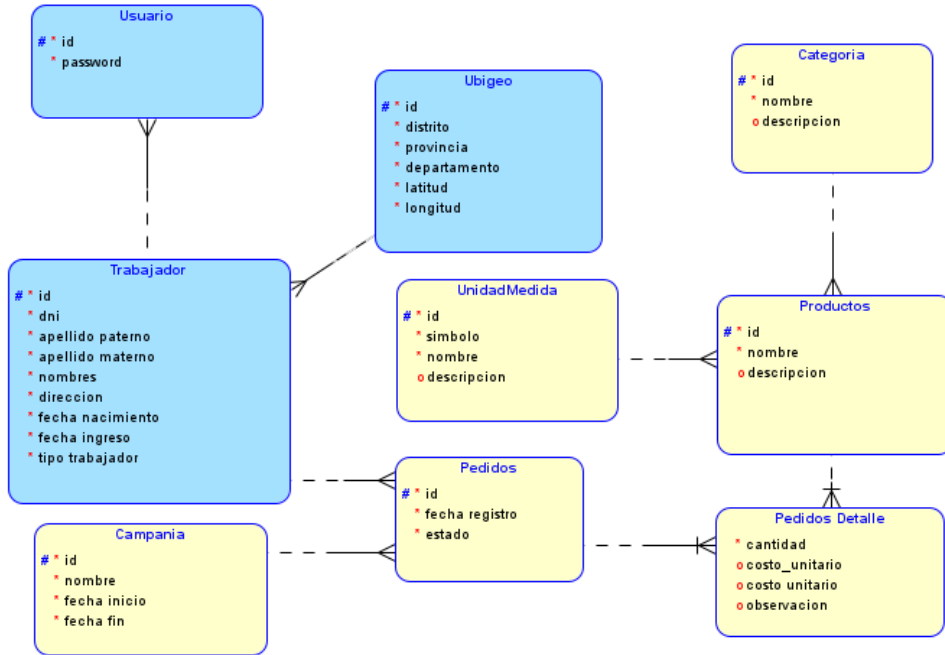 Usuario
# * id
* password
Ubigeo
# * id
* distrito
* provincia
* departamento
* latitud
* longitud
Categoria
# * id
* nombre
o descripcion
Trabajador
# * id
* dni
* apellido paterno
* apellido materno
* nombres
* direccion
* fecha nacimiento
* fecha ingreso
* tipo trabajador
UnidadMedida
# * id
* simbolo
* nombre
o descripcion
Productos
# * id
* nombre
o descripcion
Pedidos
# * id
* fecha registro
* estado
Campania
# * id
* nombre
* fecha inicio
* fecha fin
Pedidos Detalle
* cantidad
o costo_unitario
o costo unitario
o observacion